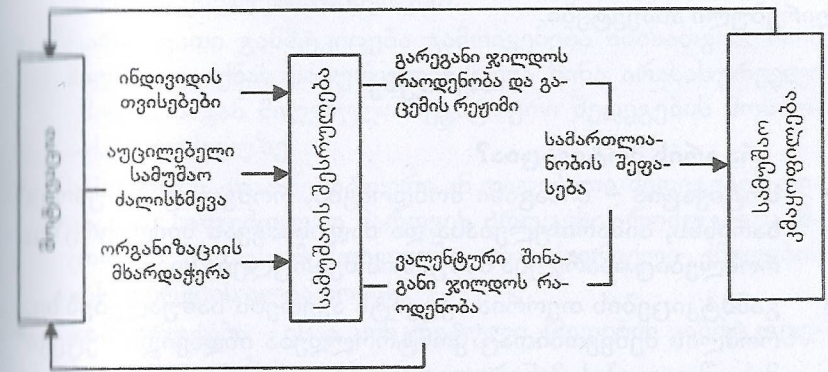 მოტივაცია
ინდივიდის
თვისებები
აუცილებელი
სამუშაო
ძალისხმევა
ორგანიზაციის
მხარდაჭერა
სამუშაოს შესრულება
გარეგანი ჯილდოს
რაოდენობა და გა-
ცემის რეჟიმი
ვალენტური შინა-
განი ჯილდოს რა-
ოდენობა
სამართლია-
ნობის შეფა-
სება
სამუშაო
კმაყოფილება